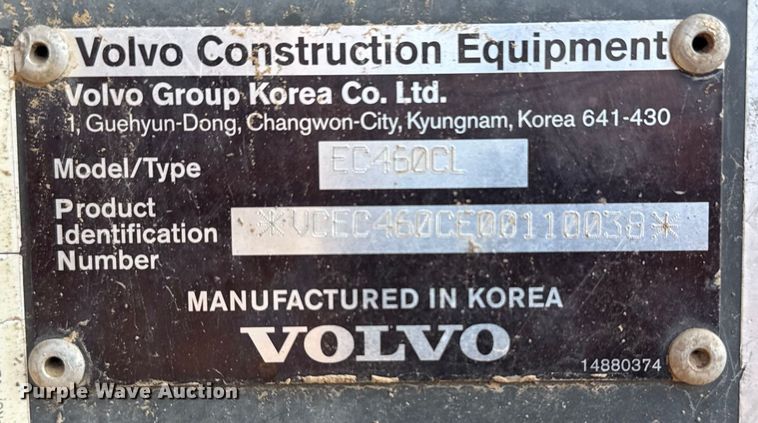 Volvo Construction Equipment
Volvo Group Korea Co. Ltd.
1, Guehyun-Dong, Changwon-City, Kyungnam, Korea 641-430
Model/Type EC460CL
Product
Identification *VCEC460CE00110038*
Number
MANUFACTURED IN KOREA
VOLVO
14880374
Purple Wave Auction